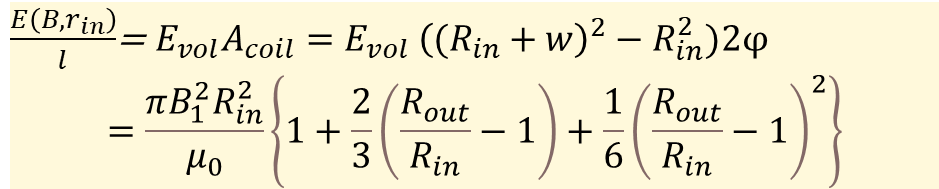 E(B,r_in)/l = E_vol A_coil = E_vol ((R_in + w)^2 − R_in^2)2φ
= πB_1^2 R_in^2/μ_0 {1 + 2/3 (R_out/R_in − 1) + 1/6 (R_out/R_in − 1)^2}